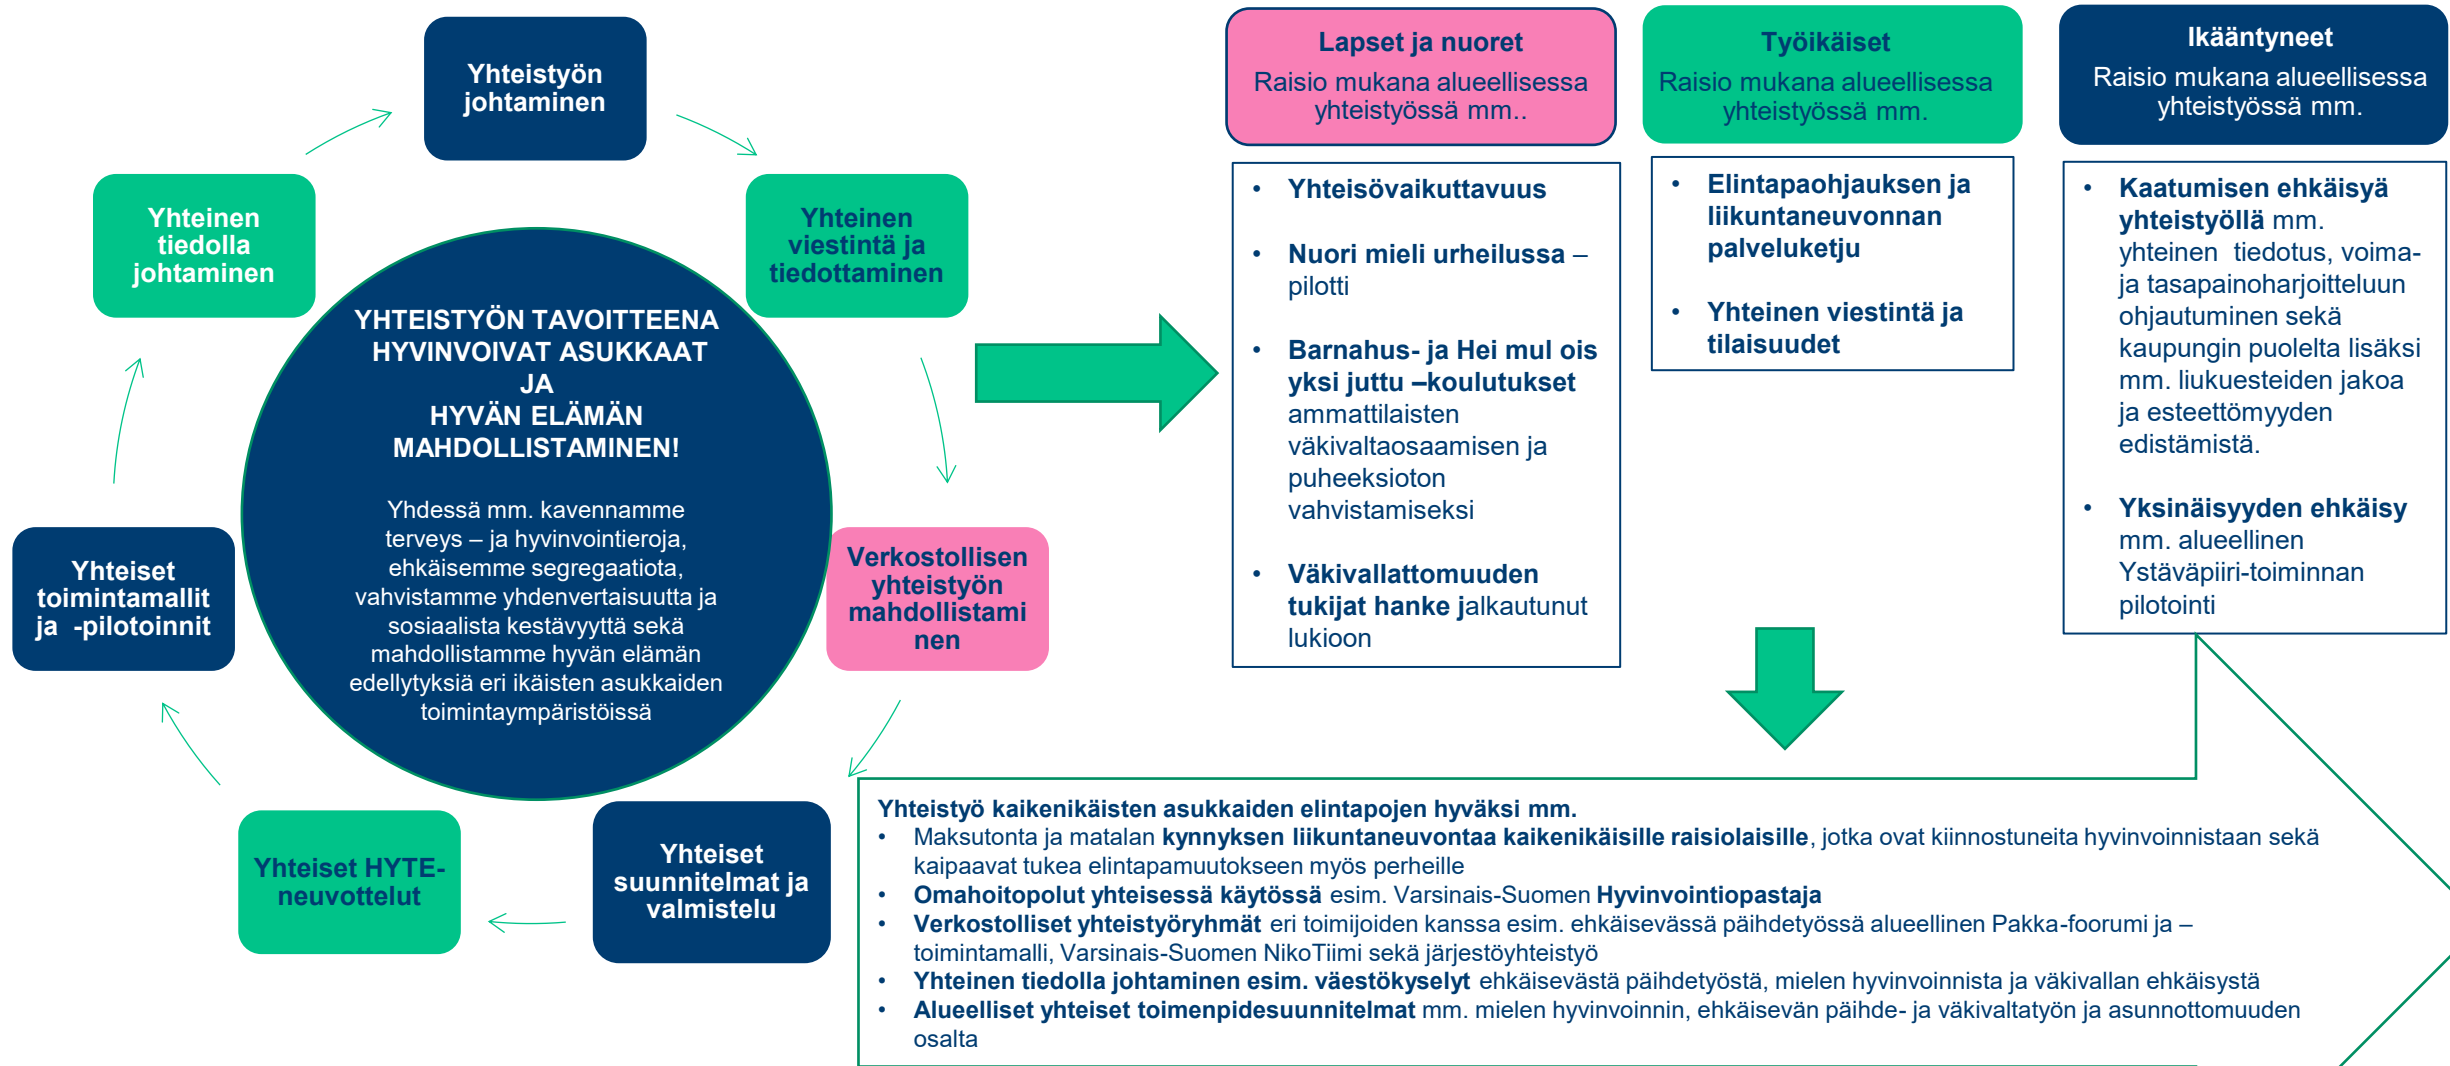 Yhteistyön
johtaminen
Yhteinen
viestintä ja
tiedottaminen
Verkostollisen
yhteistyön
mahdollistami
nen
Yhteiset
suunnitelmat ja
valmistelu
Yhteiset HYTE-
neuvottelut
Yhteiset
toimintamallit
ja -pilotoinnit
Yhteinen
tiedolla
johtaminen
YHTEISTYÖN TAVOITTEENA
HYVINVOIVAT ASUKKAAT
JA
HYVÄN ELÄMÄN
MAHDOLLISTAMINEN!
Yhdessä mm. kavennamme
terveys – ja hyvinvointieroja,
ehkäisemme segregaatiota,
vahvistamme yhdenvertaisuutta ja
sosiaalista kestävyyttä sekä
mahdollistamme hyvän elämän
edellytyksiä eri ikäisten asukkaiden
toimintaympäristöissä
Lapset ja nuoret
Raisio mukana alueellisessa
yhteistyössä mm..
• Yhteisövaikuttavuus
• Nuori mieli urheilussa –
pilotti
• Barnahus- ja Hei mul ois
yksi juttu –koulutukset
ammattilaisten
väkivaltaosaamisen ja
puheeksioton
vahvistamiseksi
• Väkivallattomuuden
tukijat hanke jalkautunut
lukioon
Työikäiset
Raisio mukana alueellisessa
yhteistyössä mm.
• Elintapaohjauksen ja
liikuntaneuvonnan
palveluketju
• Yhteinen viestintä ja
tilaisuudet
Ikääntyneet
Raisio mukana alueellisessa
yhteistyössä mm.
• Kaatumisen ehkäisyä
yhteistyöllä mm.
yhteinen tiedotus, voima-
ja tasapainoharjoitteluun
ohjautuminen sekä
kaupungin puolelta lisäksi
mm. liukuesteiden jakoa
ja esteettömyyden
edistämistä.
• Yksinäisyyden ehkäisy
mm. alueellinen
Ystäväpiiri-toiminnan
pilotointi
Yhteistyö kaikenikäisten asukkaiden elintapojen hyväksi mm.
• Maksutonta ja matalan kynnyksen liikuntaneuvontaa kaikenikäisille raisiolaisille, jotka ovat kiinnostuneita hyvinvoinnistaan sekä
kaipaavat tukea elintapamuutokseen myös perheille
• Omahoitopolut yhteisessä käytössä esim. Varsinais-Suomen Hyvinvointiopastaja
• Verkostolliset yhteistyöryhmät eri toimijoiden kanssa esim. ehkäisevässä päihdetyössä alueellinen Pakka-foorumi ja –
toimintamalli, Varsinais-Suomen NikoTiimi sekä järjestöyhteistyö
• Yhteinen tiedolla johtaminen esim. väestökyselyt ehkäisevästä päihdetyöstä, mielen hyvinvoinnista ja väkivallan ehkäisystä
• Alueelliset yhteiset toimenpidesuunnitelmat mm. mielen hyvinvoinnin, ehkäisevän päihde- ja väkivaltatyön ja asunnottomuuden
osalta